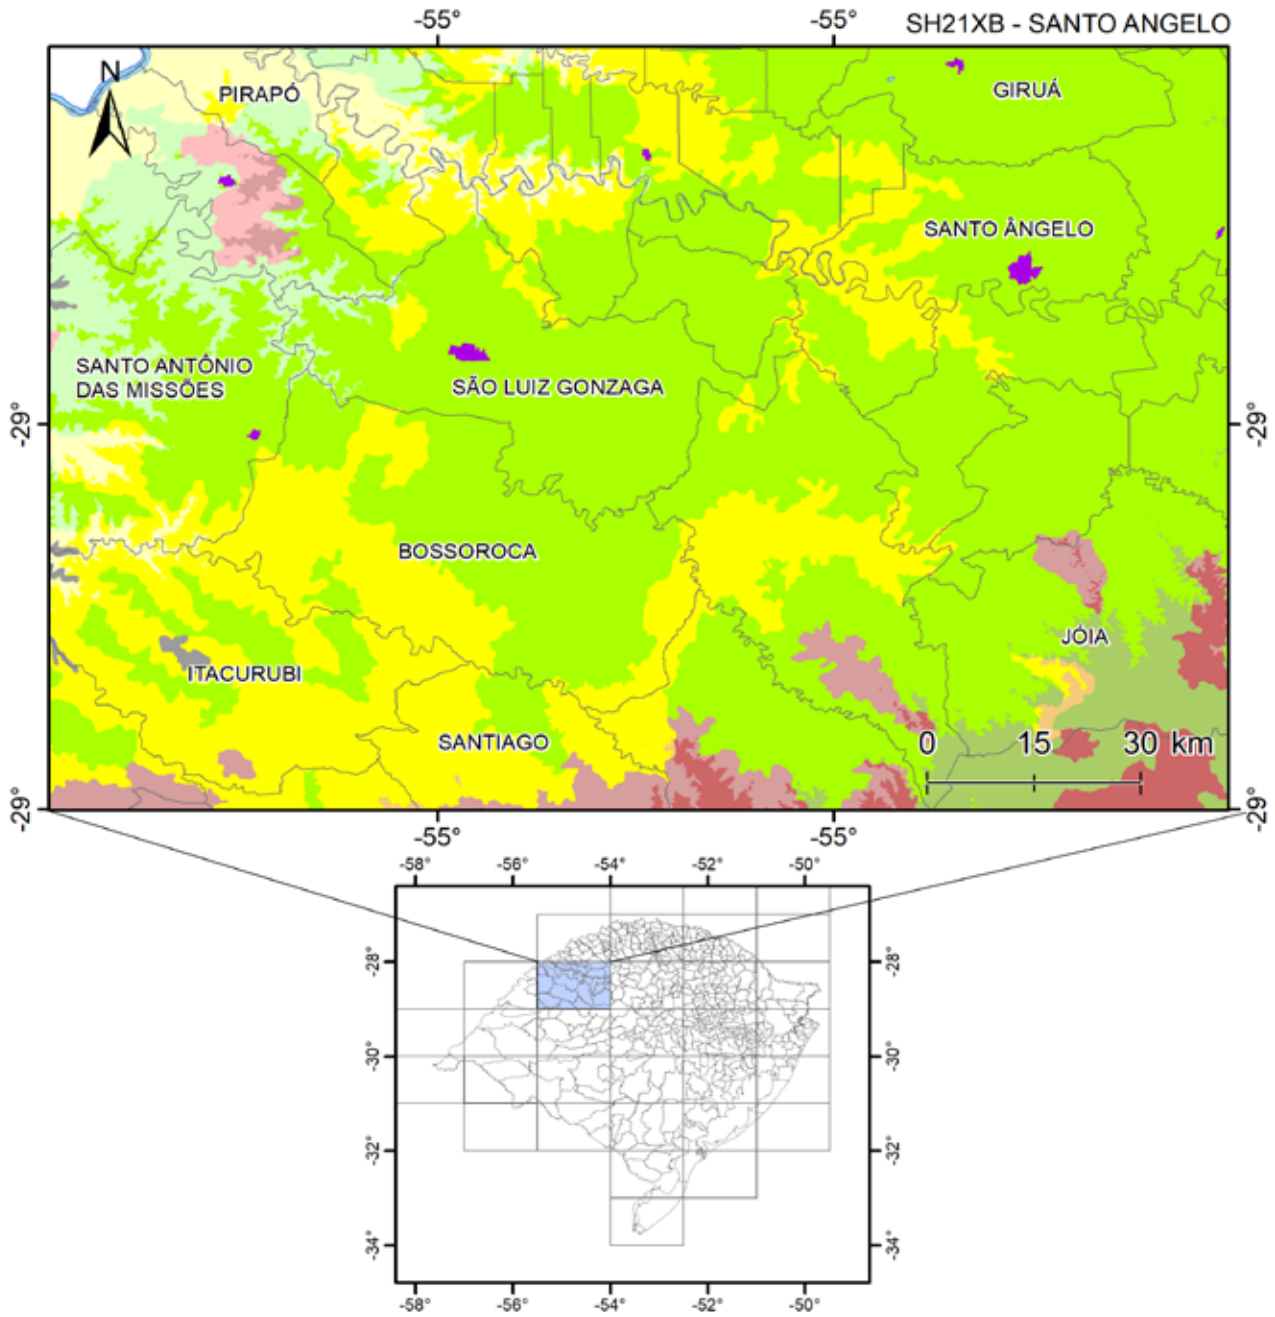 -55° -55° SH21XB - SANTO ANGELO
N
PIRAPÓ
GIRUÁ
SANTO ÂNGELO
SANTO ANTÔNIO
DAS MISSÕES
SÃO LUIZ GONZAGA
-29° -29°
BOSSOROCA
JÓIA
ITACURUBI
SANTIAGO
0 15 30 km
-29° -29°
-55° -55°
-58° -56° -54° -52° -50°
-28° -28°
-30° -30°
-32° -32°
-34° -34°
-58° -56° -54° -52° -50°